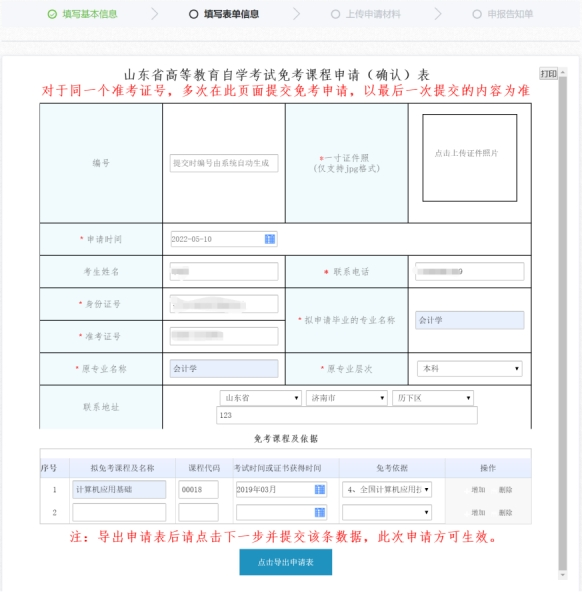 填写基本信息 填写表单信息 上传申请材料 申报告知单
山东省高等教育自学考试免考课程申请（确认）表 打印
对于同一个准考证号，多次在此页面提交免考申请，以最后一次提交的内容为准
编号 提交时编号由系统自动生成 *一寸证件照 点击上传证件照片
(仅支持jpg格式)
* 申请时间 2022-05-10
考生姓名 * 联系电话
* 身份证号
* 拟申请毕业的专业名称 会计学
* 准考证号
* 原专业名称 会计学 * 原专业层次 本科
联系地址 山东省 济南市 历下区
123
免考课程及依据
序号 拟免考课程及名称 课程代码 考试时间或证书获得时间 免考依据 操作
1 计算机应用基础 00018 2019年03月 4、全国计算机应用技 增加 删除
2 增加 删除
注：导出申请表后请点击下一步并提交该条数据，此次申请方可生效。
点击导出申请表